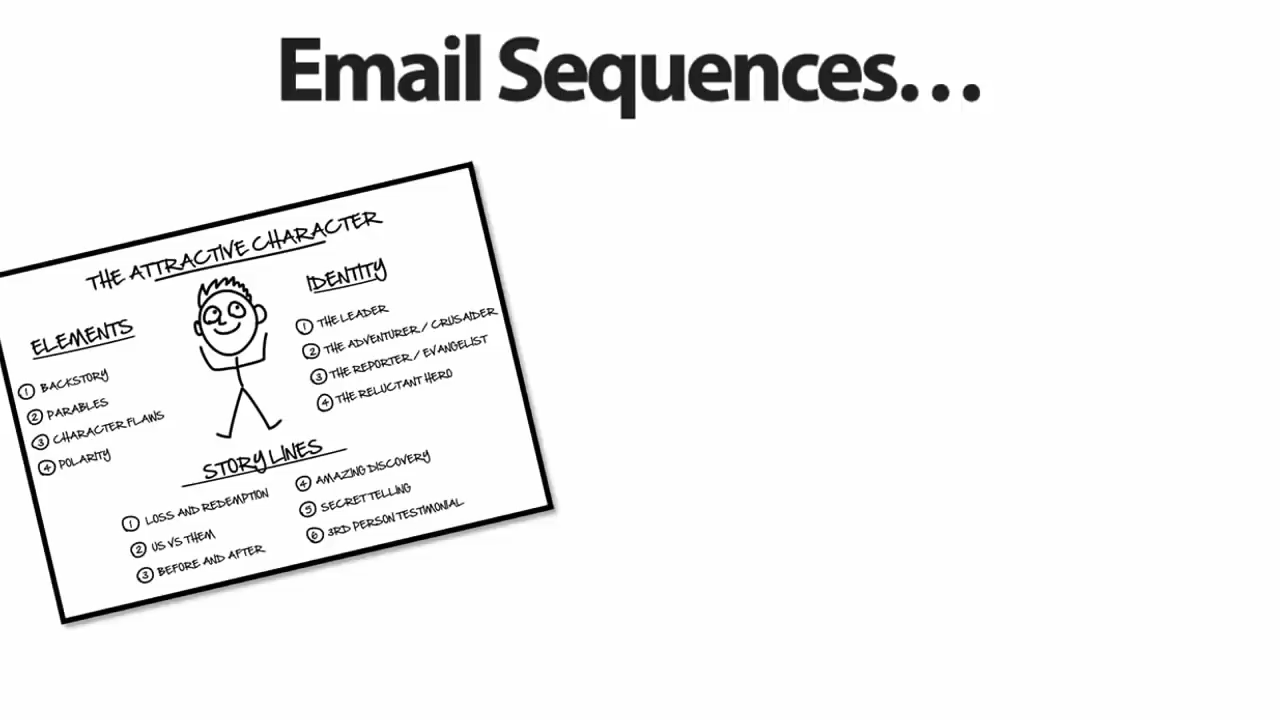 Email Sequences...
THE ATTRACTIVE CHARACTER
ELEMENTS
1 BACKSTORY
2 PARABLES
3 CHARACTER FLAWS
4 POLARITY
IDENTITY
1 THE LEADER
2 THE ADVENTURER / CRUSAIDER
3 THE REPORTER / EVANGELIST
4 THE RELUCTANT HERO
STORY LINES
1 LOSS AND REDEMPTION
2 US VS THEM
3 BEFORE AND AFTER
4 AMAZING DISCOVERY
5 SECRET TELLING
6 3RD PERSON TESTIMONIAL